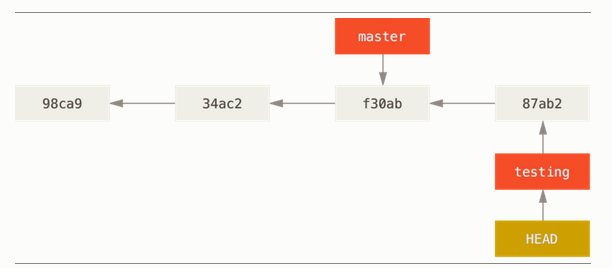 master
98ca9
34ac2
f30ab
87ab2
testing
HEAD